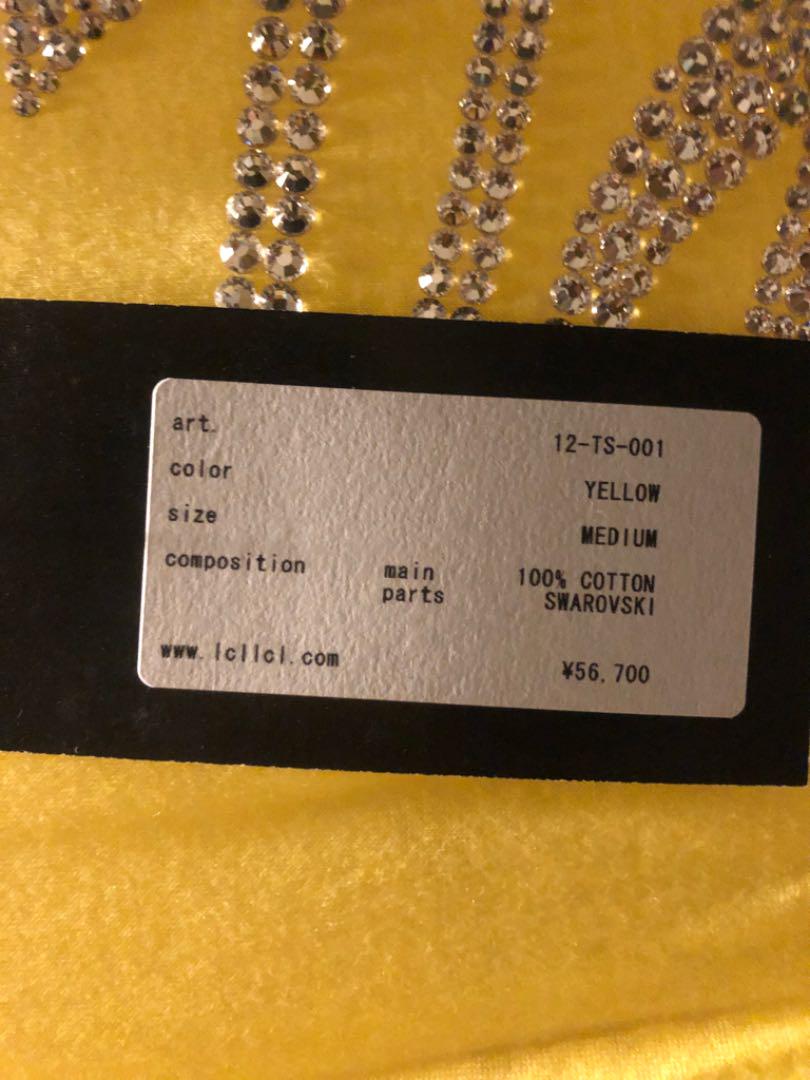 art. 12-TS-001
color YELLOW
size MEDIUM
composition main 100% COTTON
parts SWAROVSKI
www.lcllcl.com ¥56,700